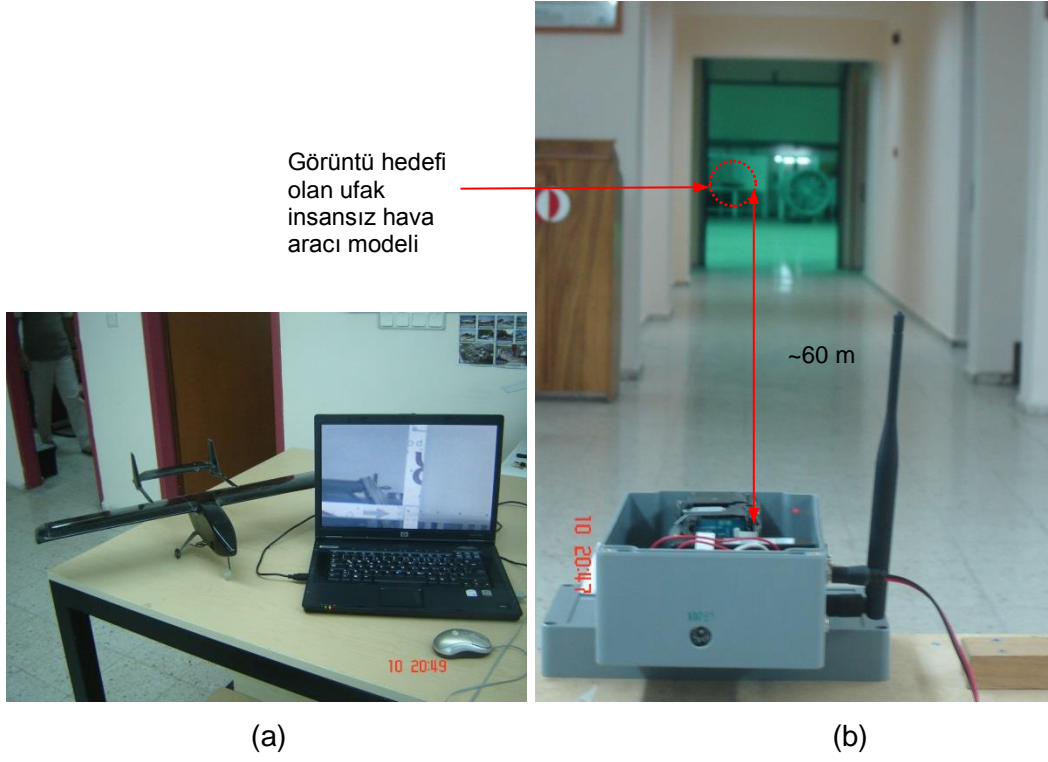 Görüntü hedefi
olan ufak
insansız hava
aracı modeli
~60 m
10 20:47
10 20:49
(a)
(b)